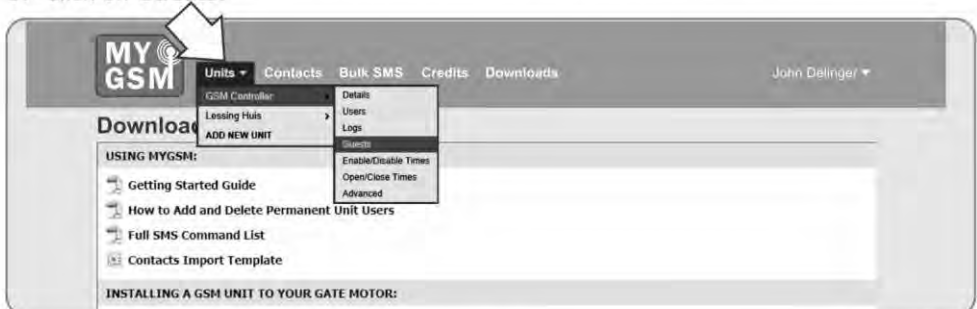 MY
GSM
Units Contacts Bulk SMS Credits Downloads John Delinger
GSM Controller
Lessing Huis
ADD NEW UNIT
Details
Users
Logs
Guests
Enable/Disable Times
Open/Close Times
Advanced
Downloa
USING MYGSM:
Getting Started Guide
How to Add and Delete Permanent Unit Users
Full SMS Command List
Contacts Import Template
INSTALLING A GSM UNIT TO YOUR GATE MOTOR: